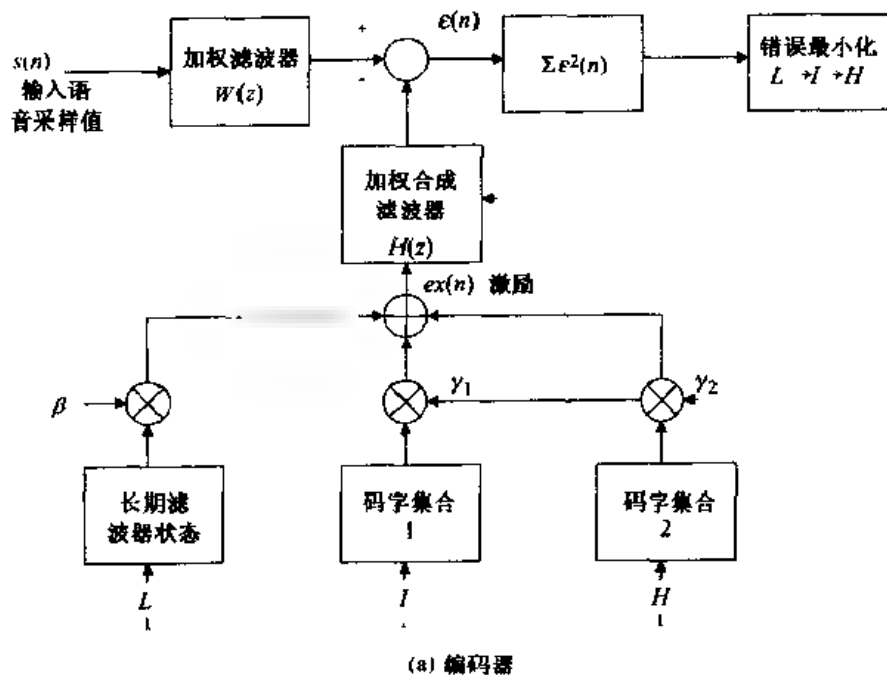 s(n)
输入语
音采样值
加权滤波器
W(z)
+
-
ε(n)
Σε²(n)
错误最小化
L→I→H
加权合成
滤波器
H(z)
ex(n) 激励
β
γ₁
γ₂
长期滤
波器状态
码字集合
1
码字集合
2
L
I
H
(a) 编码器